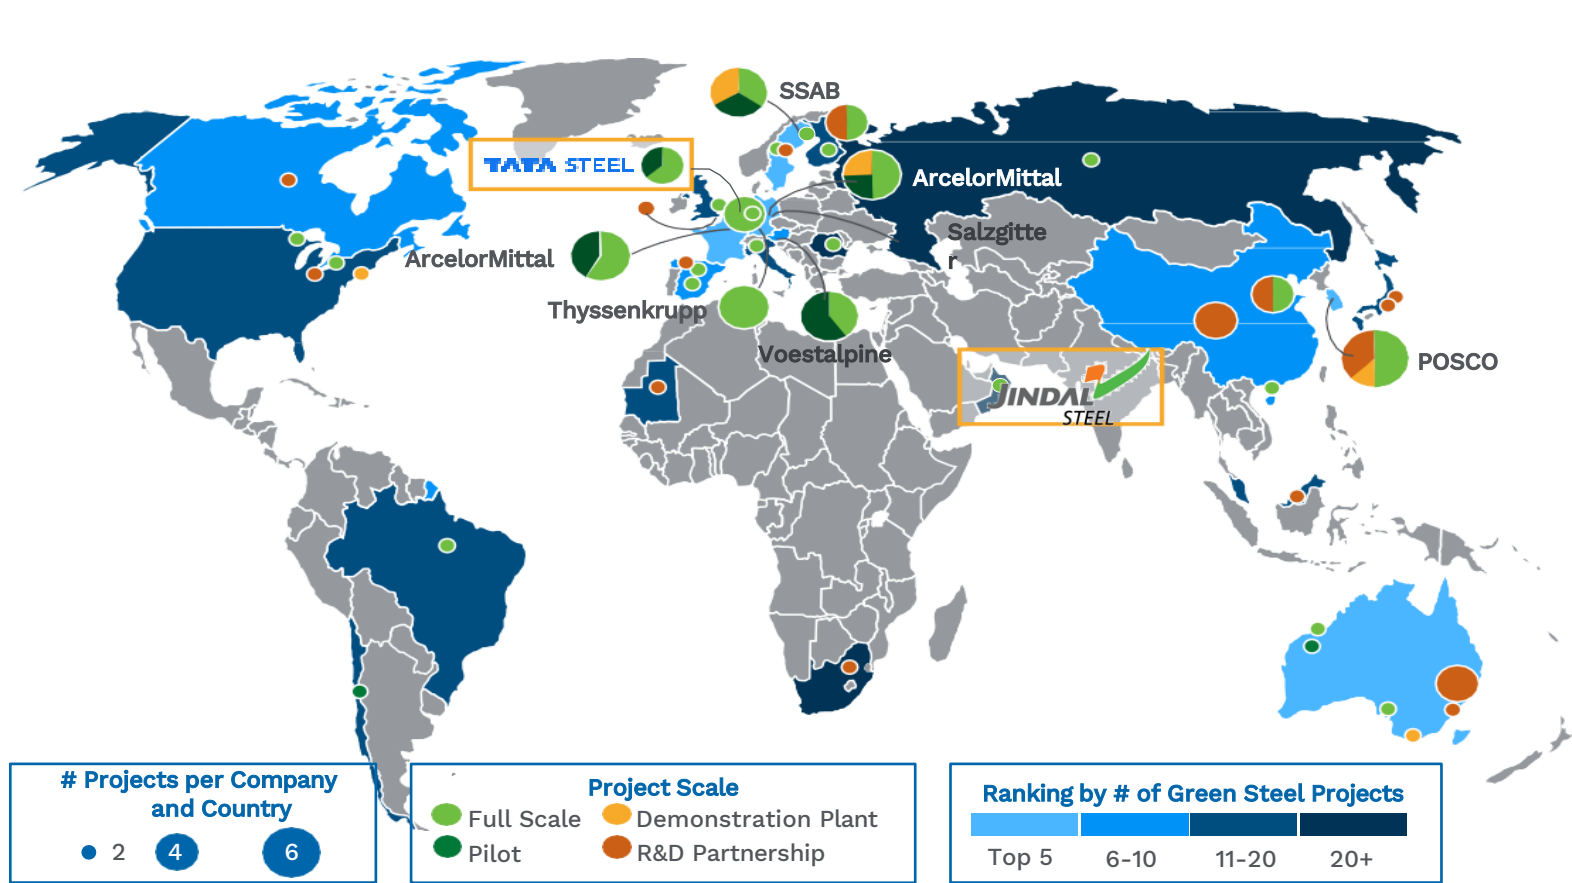 SSAB
TATA STEEL
ArcelorMittal
Salzgitte
r
ArcelorMittal
Thyssenkrupp
Voestalpine
JINDAL
STEEL
POSCO
# Projects per Company
and Country
2
4
6
Project Scale
Full Scale
Demonstration Plant
Pilot
R&D Partnership
Ranking by # of Green Steel Projects
Top 5
6-10
11-20
20+